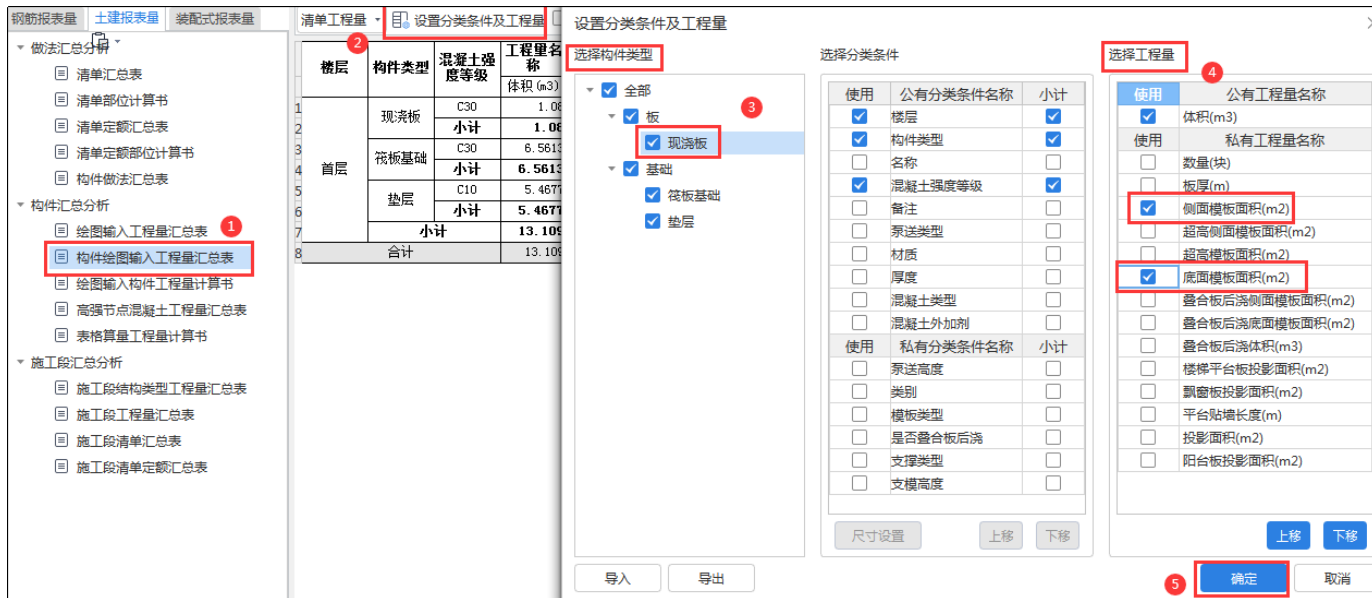 钢筋报表量 土建报表量 装配式报表量
做法汇总分析
清单汇总表
清单部位计算书
清单定额汇总表
清单定额部位计算书
构件做法汇总表
构件汇总分析
绘图输入工程量汇总表 1
构件绘图输入工程量汇总表
绘图输入构件工程量计算书
高强节点混凝土工程量汇总表
表格算量工程量计算书
施工段汇总分析
施工段结构类型工程量汇总表
施工段工程量汇总表
施工段清单汇总表
施工段清单定额汇总表
清单工程量 设置分类条件及工程量
2
楼层 构件类型 混凝土强度等级 工程量名称
体积(m3)
1 首层 现浇板 C30 1.08
2 小计 1.08
3 筏板基础 C30 6.5613
4 小计 6.5613
5 垫层 C10 5.4677
6 小计 5.4677
7 小计 13.109
8 合计 13.109
设置分类条件及工程量
选择构件类型
全部
板 3
现浇板
基础
筏板基础
垫层
导入 导出
选择分类条件
使用 公有分类条件名称 小计
楼层
构件类型
名称
混凝土强度等级
备注
泵送类型
材质
厚度
混凝土类型
混凝土外加剂
使用 私有分类条件名称 小计
泵送高度
类别
模板类型
是否叠合板后浇
支撑类型
支模高度
尺寸设置 上移 下移
选择工程量 4
使用 公有工程量名称
体积(m3)
使用 私有工程量名称
数量(块)
板厚(m)
侧面模板面积(m2)
超高侧面模板面积(m2)
超高模板面积(m2)
底面模板面积(m2)
叠合板后浇侧面模板面积(m2)
叠合板后浇底面模板面积(m2)
叠合板后浇体积(m3)
楼梯平台板投影面积(m2)
飘窗板投影面积(m2)
平台贴墙长度(m)
投影面积(m2)
阳台板投影面积(m2)
上移 下移
5 确定 取消